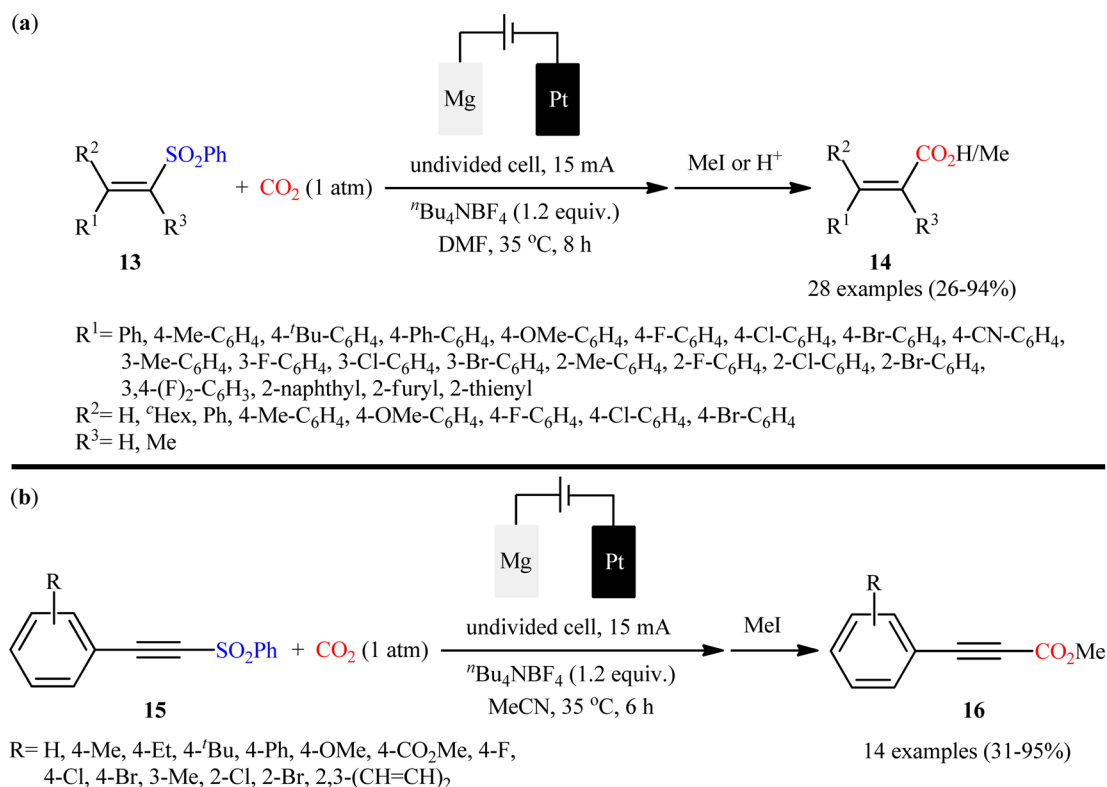 (a)
Mg Pt
R² SO₂Ph
R¹ R³
+ CO₂ (1 atm)
undivided cell, 15 mA
ⁿBu₄NBF₄ (1.2 equiv.)
DMF, 35 °C, 8 h
MeI or H⁺
R² CO₂H/Me
R¹ R³
13
14
28 examples (26-94%)
R¹= Ph, 4-Me-C₆H₄, 4-ᵗBu-C₆H₄, 4-Ph-C₆H₄, 4-OMe-C₆H₄, 4-F-C₆H₄, 4-Cl-C₆H₄, 4-Br-C₆H₄, 4-CN-C₆H₄,
3-Me-C₆H₄, 3-F-C₆H₄, 3-Cl-C₆H₄, 3-Br-C₆H₄, 2-Me-C₆H₄, 2-F-C₆H₄, 2-Cl-C₆H₄, 2-Br-C₆H₄,
3,4-(F)₂-C₆H₃, 2-naphthyl, 2-furyl, 2-thienyl
R²= H, ᶜHex, Ph, 4-Me-C₆H₄, 4-OMe-C₆H₄, 4-F-C₆H₄, 4-Cl-C₆H₄, 4-Br-C₆H₄
R³= H, Me
(b)
Mg Pt
R
SO₂Ph + CO₂ (1 atm)
undivided cell, 15 mA
ⁿBu₄NBF₄ (1.2 equiv.)
MeCN, 35 °C, 6 h
MeI
R
CO₂Me
15
16
R= H, 4-Me, 4-Et, 4-ᵗBu, 4-Ph, 4-OMe, 4-CO₂Me, 4-F,
4-Cl, 4-Br, 3-Me, 2-Cl, 2-Br, 2,3-(CH=CH)₂
14 examples (31-95%)